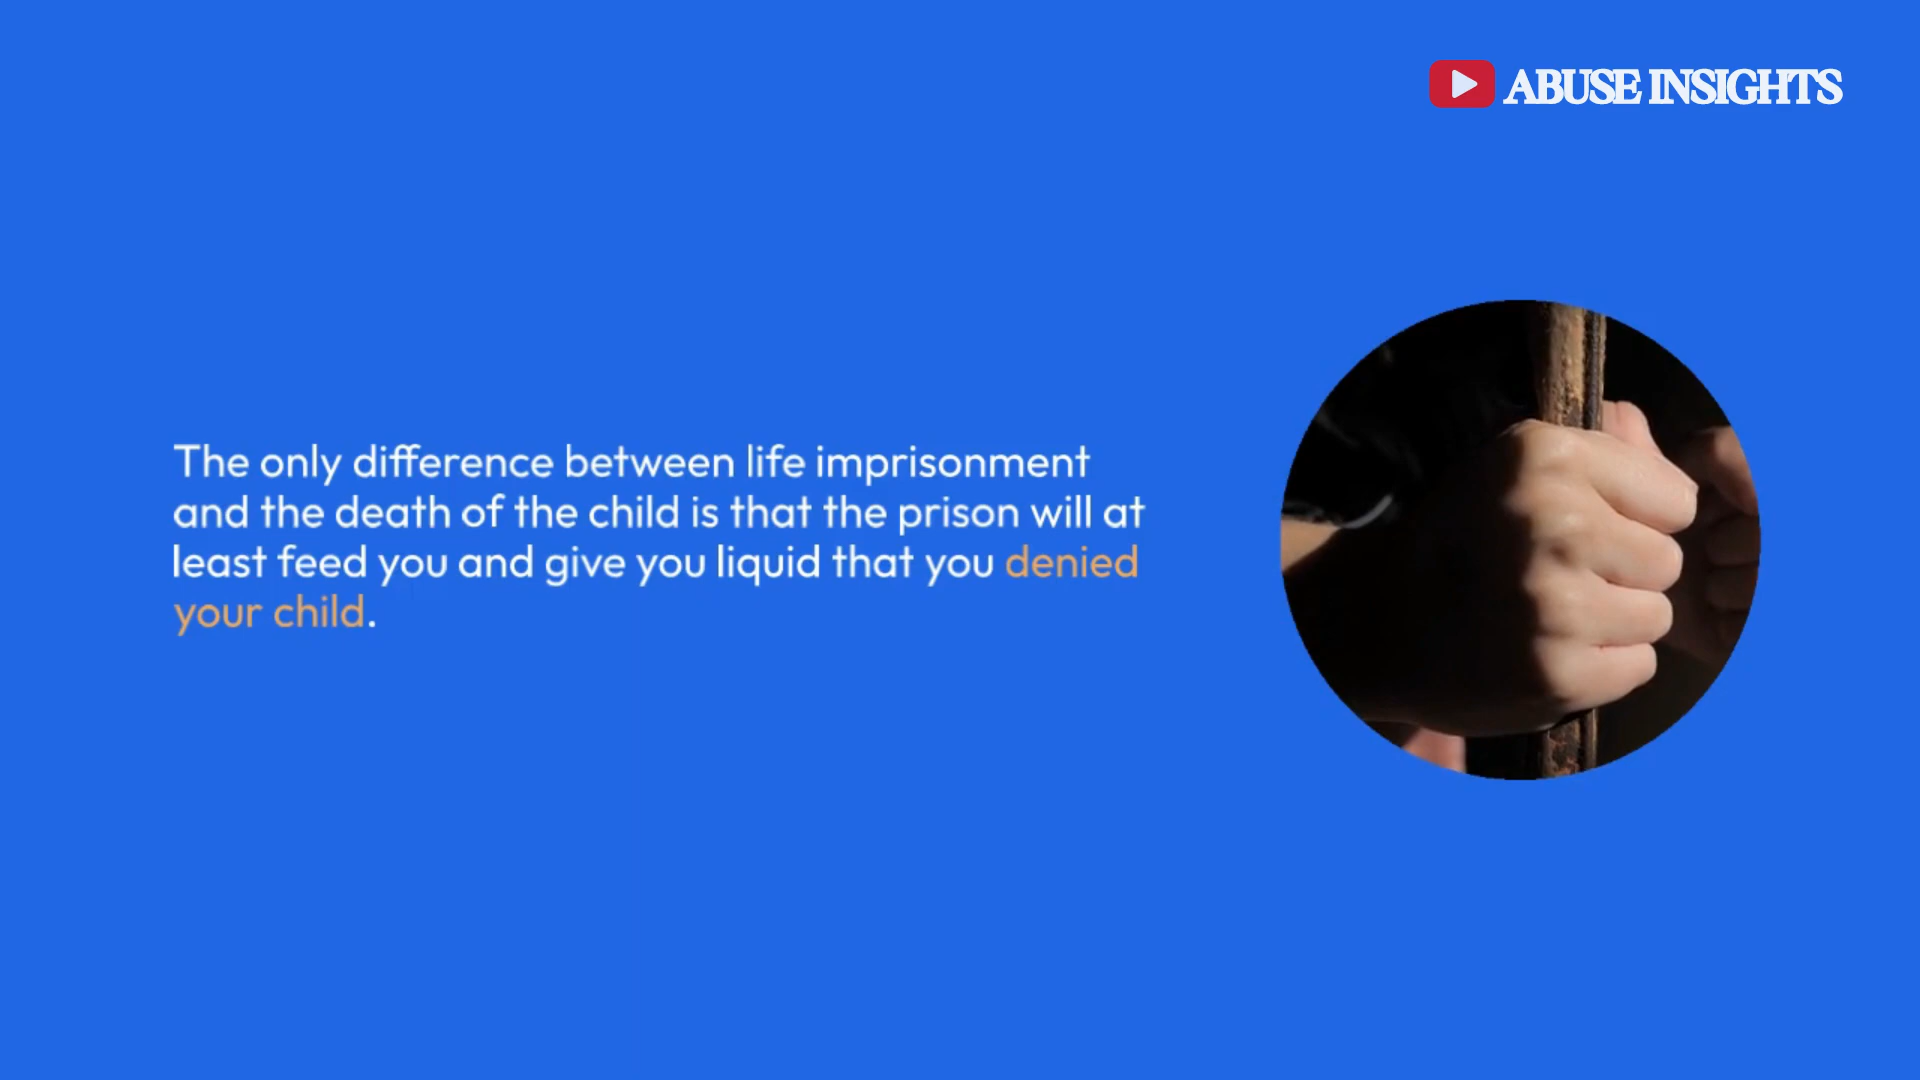 ABUSE INSIGHTS
The only difference between life imprisonment
and the death of the child is that the prison will at
least feed you and give you liquid that you denied
your child.